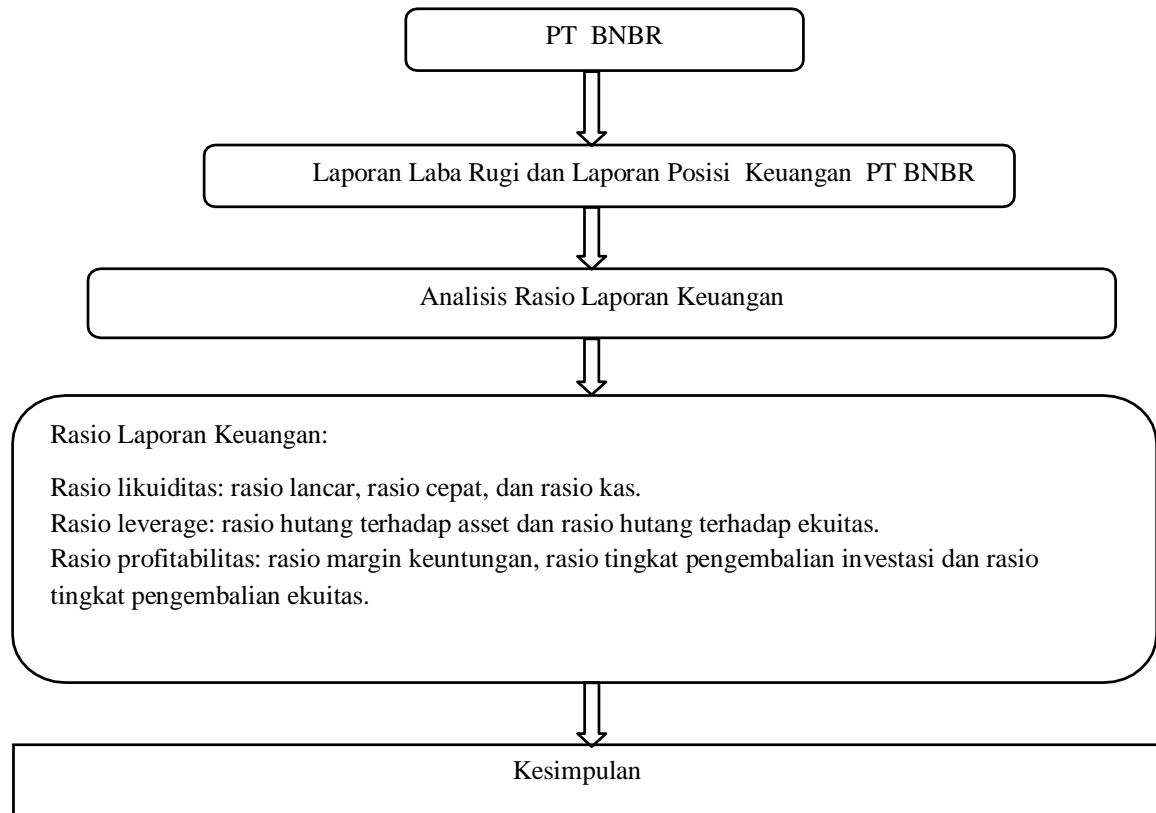 PT BNBR
Laporan Laba Rugi dan Laporan Posisi Keuangan PT BNBR
Analisis Rasio Laporan Keuangan
Rasio Laporan Keuangan:
Rasio likuiditas: rasio lancar, rasio cepat, dan rasio kas.
Rasio leverage: rasio hutang terhadap asset dan rasio hutang terhadap ekuitas.
Rasio profitabilitas: rasio margin keuntungan, rasio tingkat pengembalian investasi dan rasio
tingkat pengembalian ekuitas.
Kesimpulan